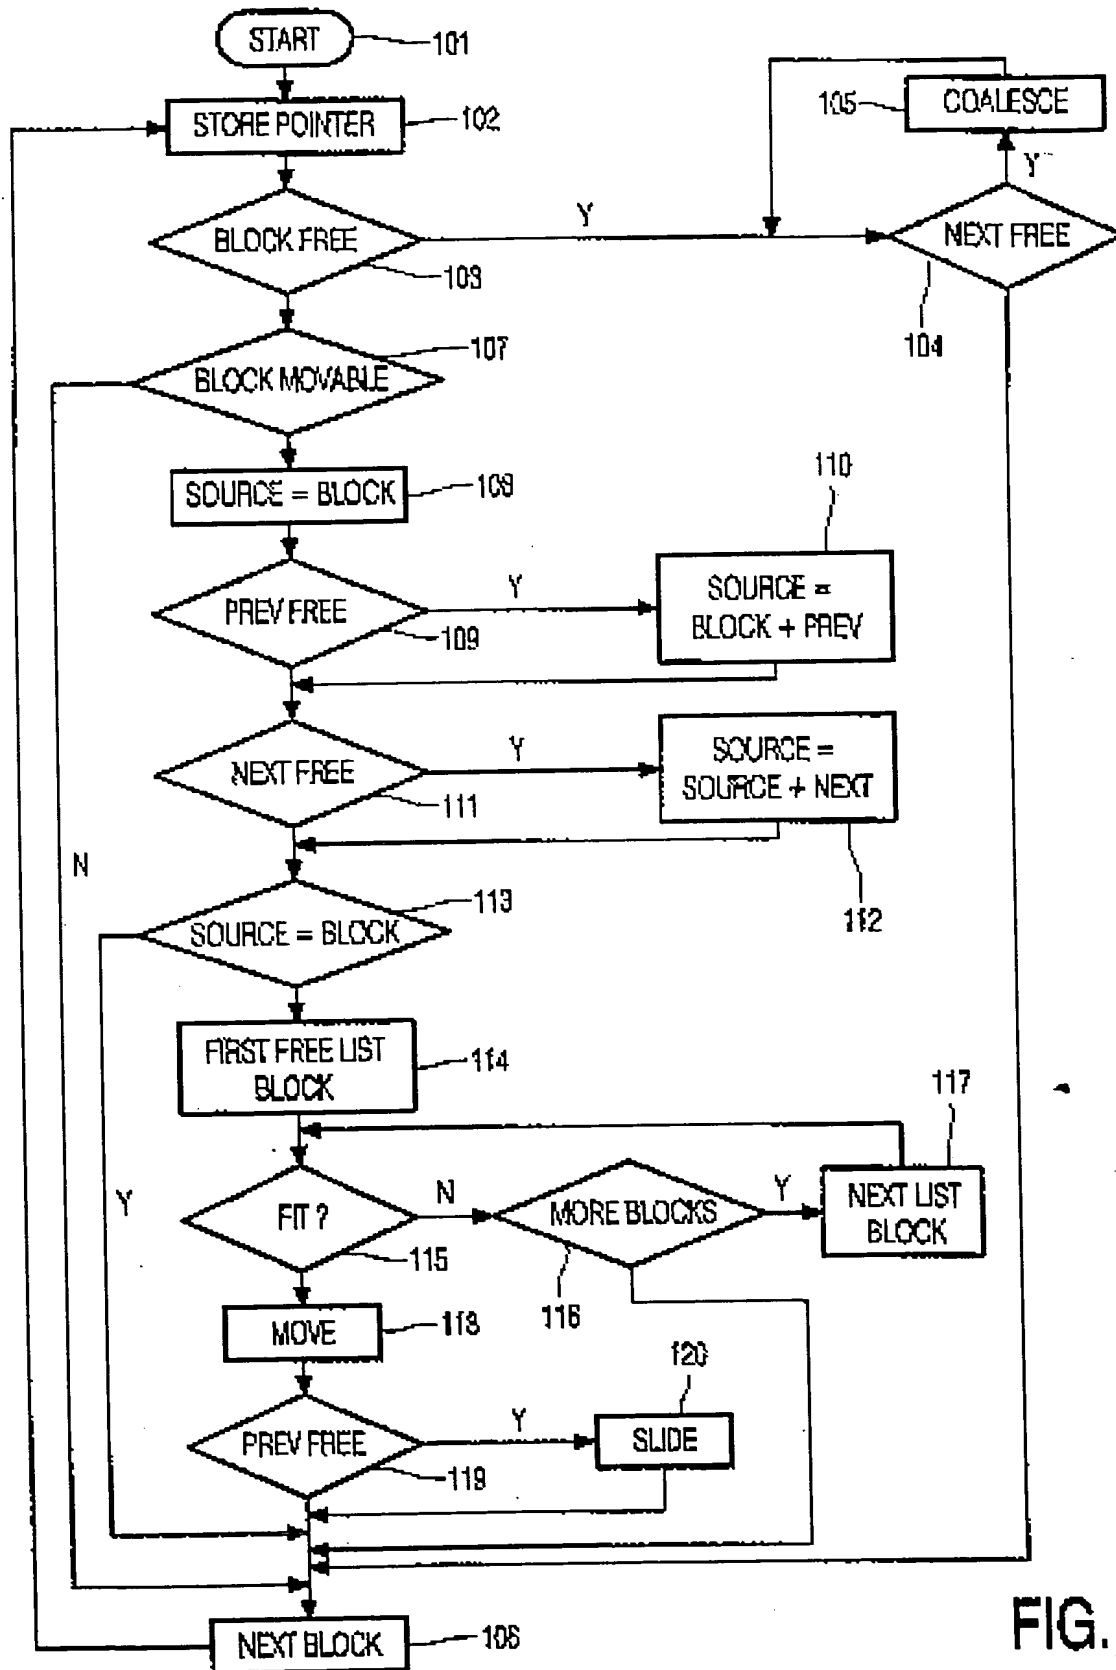 START
101
STORE POINTER
102
105
COALESCE
Y
BLOCK FREE
103
Y
NEXT FREE
104
107
BLOCK MOVABLE
SOURCE = BLOCK
108
110
PREV FREE
109
Y
SOURCE =
BLOCK + PREV
NEXT FREE
111
Y
SOURCE =
SOURCE + NEXT
112
N
113
SOURCE = BLOCK
FIRST FREE LIST
BLOCK
114
117
Y
FIT ?
115
N
MORE BLOCKS
116
Y
NEXT LIST
BLOCK
MOVE
118
120
PREV FREE
119
Y
SLIDE
NEXT BLOCK
106
FIG.